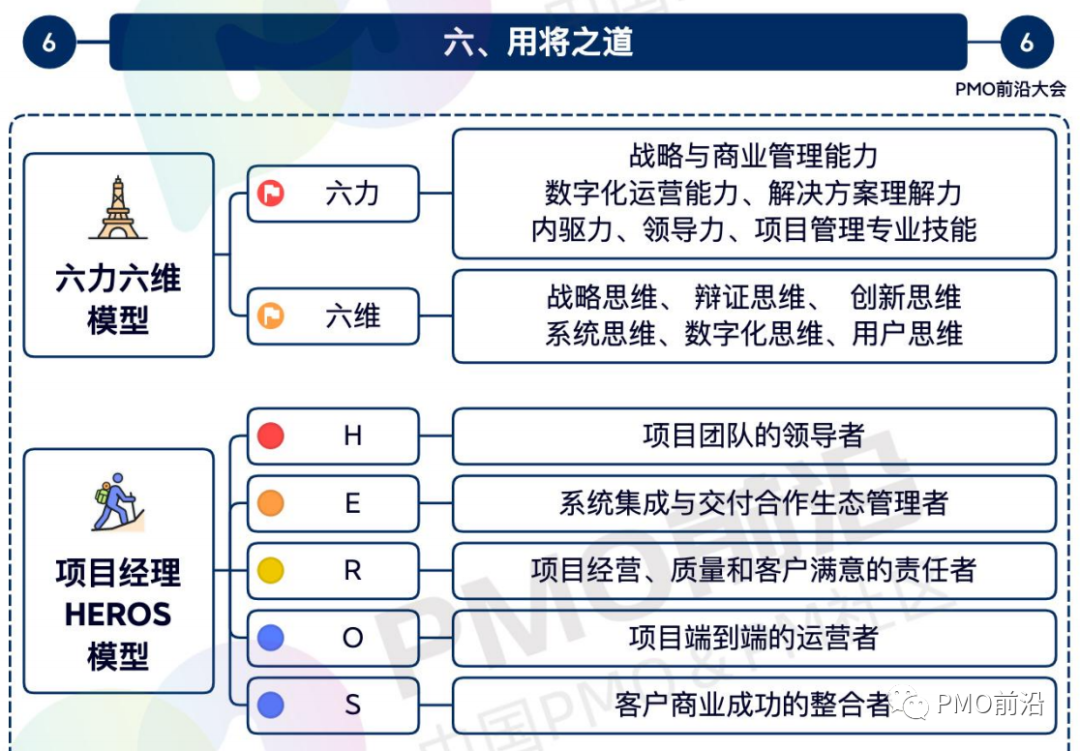 6
六、用将之道
6
PMO前沿大会
六力六维
模型
六力
战略与商业管理能力
数字化运营能力、解决方案理解力
内驱力、领导力、项目管理专业技能
六维
战略思维、 辩证思维、 创新思维
系统思维、数字化思维、用户思维
项目经理
HEROS
模型
H
项目团队的领导者
E
系统集成与交付合作生态管理者
R
项目经营、质量和客户满意的责任者
O
项目端到端的运营者
S
客户商业成功的整合者
PMO前沿
PMO前沿
中国PMO&PM社区